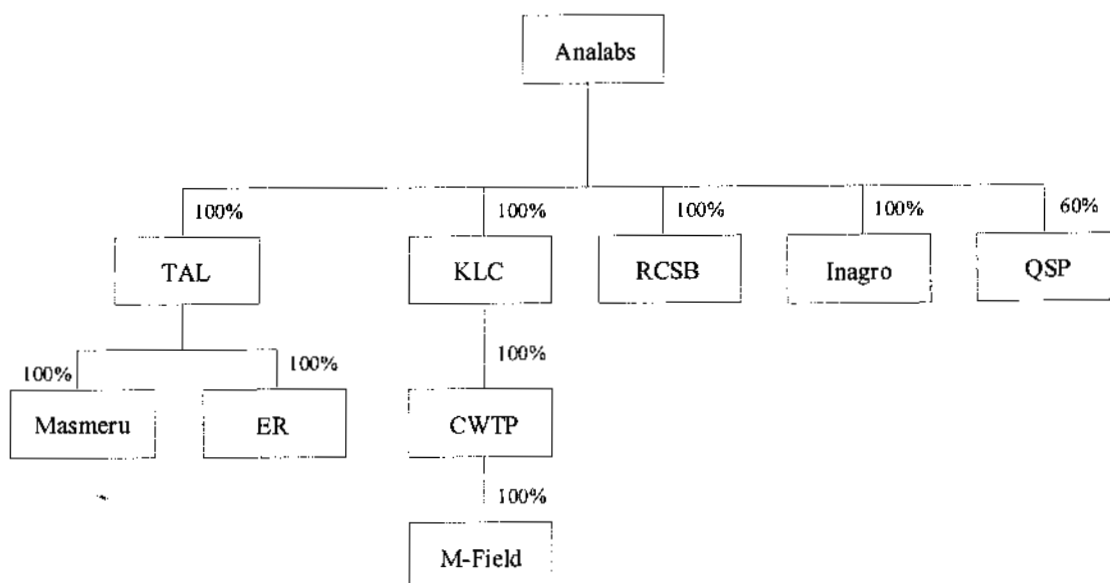 Analabs
100% 100% 100% 100% 60%
TAL KLC RCSB Inagro QSP
100% 100% 100%
Masmeru ER CWTP
100%
M-Field